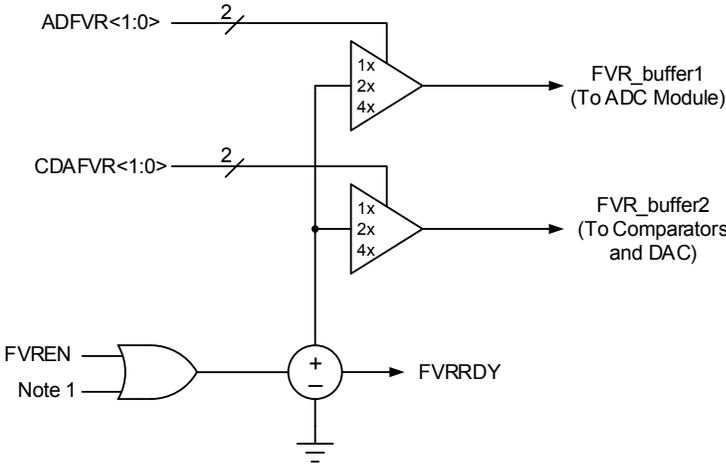 ADFVR<1:0>
2
1x
2x
4x
FVR_buffer1
(To ADC Module)
CDAFVR<1:0>
2
1x
2x
4x
FVR_buffer2
(To Comparators
and DAC)
FVREN
Note 1
+
−
FVRRDY